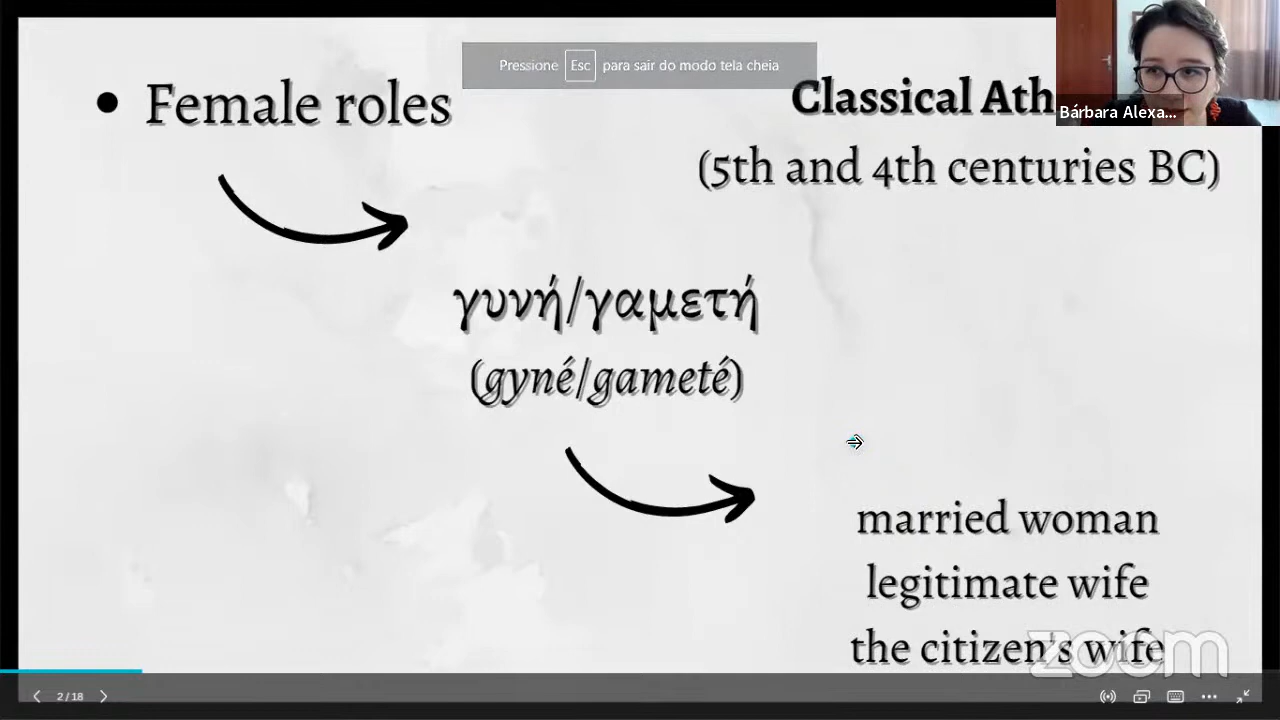 Pressione Esc para sair do modo tela cheia
• Female roles
Classical Ath
(5th and 4th centuries BC)
Bárbara Alexa...
γυνή/γαμετή
(gyné/gameté)
married woman
legitimate wife
the citizen's wife
zoom
2/18